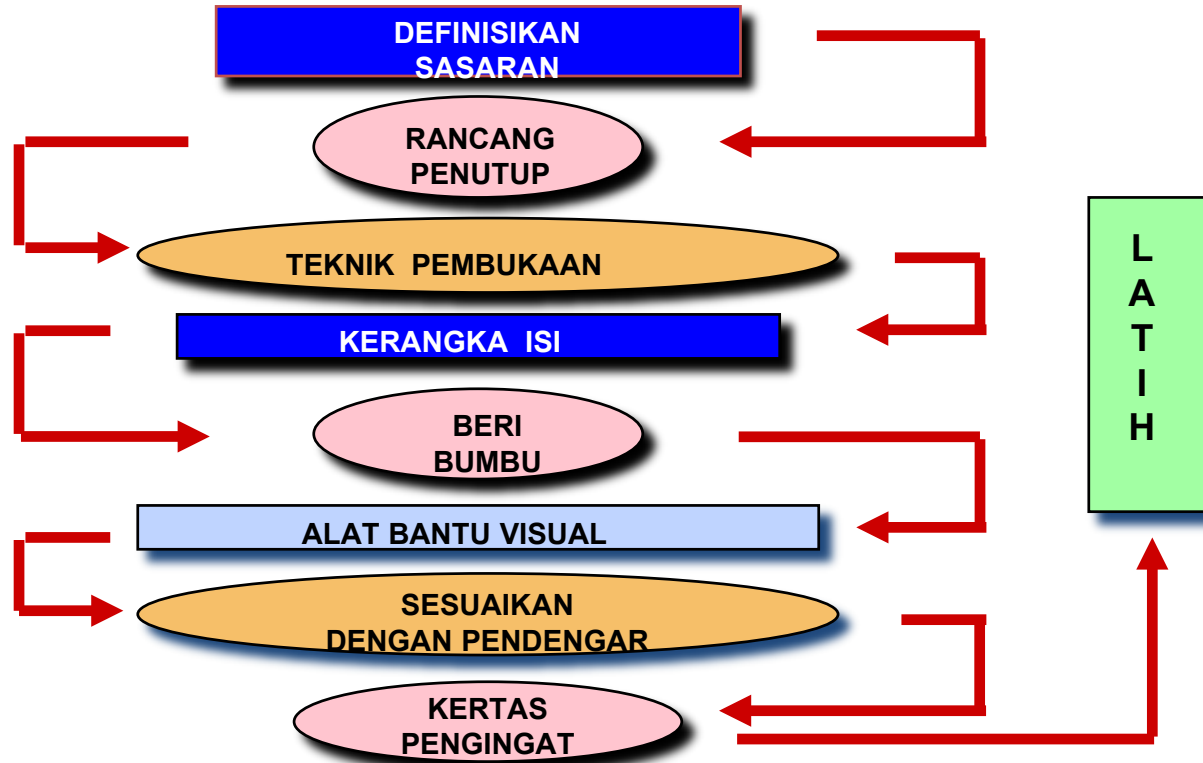 DEFINISIKAN
SASARAN
RANCANG
PENUTUP
TEKNIK PEMBUKAAN
KERANGKA ISI
BERI
BUMBU
ALAT BANTU VISUAL
SESUAIKAN
DENGAN PENDENGAR
KERTAS
PENGINGAT
L
A
T
I
H